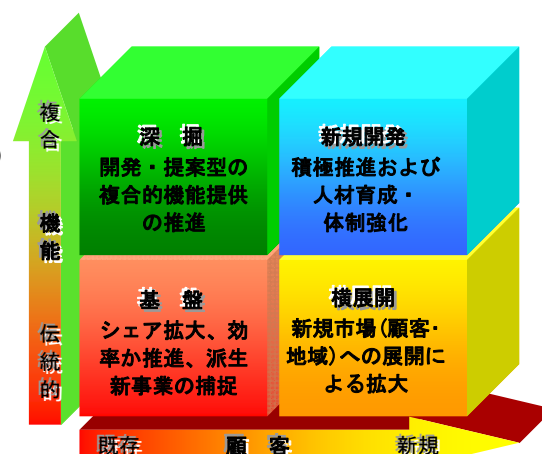 複合
機能
伝統的
深　掘
開発・提案型の
複合的機能提供
の推進
新規開発
積極推進および
人材育成・
体制強化
基　盤
シェア拡大、効
率か推進、派生
新事業の捕捉
横展開
新規市場(顧客・
地域)への展開に
よる拡大
既存　顧　客　新規